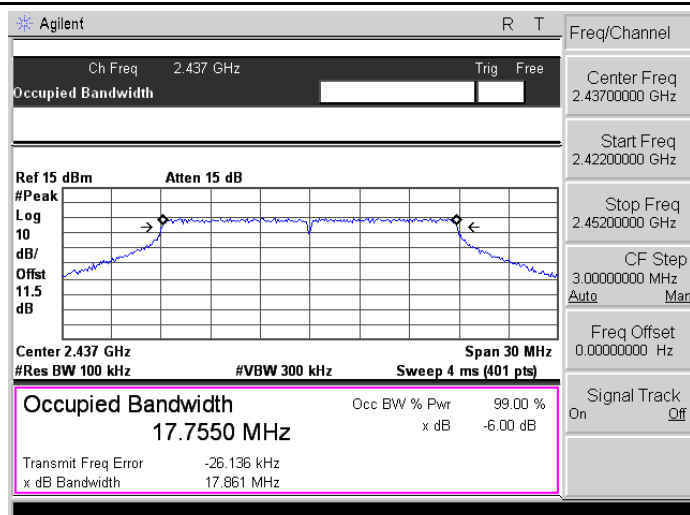 Agilent R T
Freq/Channel
Ch Freq 2.437 GHz Trig Free
Occupied Bandwidth
Center Freq
2.43700000 GHz
Start Freq
2.42200000 GHz
Stop Freq
2.45200000 GHz
CF Step
3.00000000 MHz
Auto Man
Freq Offset
0.00000000 Hz
Signal Track
On Off
Ref 15 dBm Atten 15 dB
#Peak
Log
10
dB/
Offst
11.5
dB
Center 2.437 GHz Span 30 MHz
#Res BW 100 kHz #VBW 300 kHz Sweep 4 ms (401 pts)
Occupied Bandwidth Occ BW % Pwr 99.00 %
17.7550 MHz x dB -6.00 dB
Transmit Freq Error -26.136 kHz
x dB Bandwidth 17.861 MHz